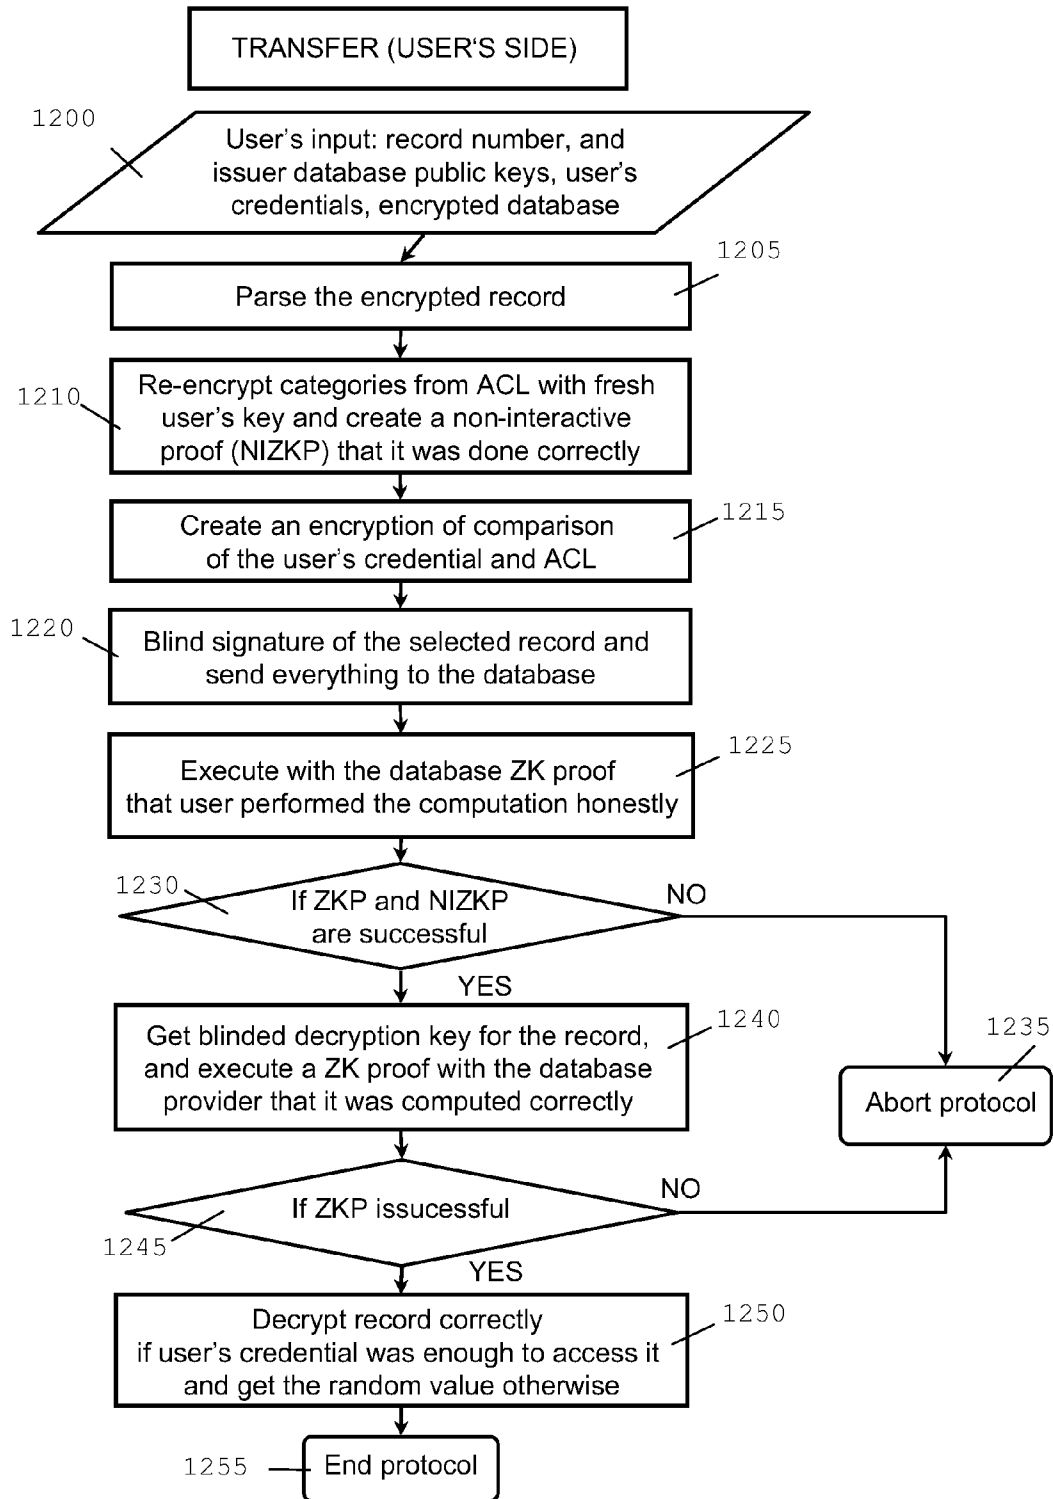 TRANSFER (USER'S SIDE)
1200
User's input: record number, and
issuer database public keys, user's
credentials, encrypted database
1205
Parse the encrypted record
1210
Re-encrypt categories from ACL with fresh
user's key and create a non-interactive
proof (NIZKP) that it was done correctly
1215
Create an encryption of comparison
of the user's credential and ACL
1220
Blind signature of the selected record and
send everything to the database
1225
Execute with the database ZK proof
that user performed the computation honestly
1230
If ZKP and NIZKP
are successful
NO
YES
1240
Get blinded decryption key for the record,
and execute a ZK proof with the database
provider that it was computed correctly
1235
Abort protocol
If ZKP issucessful
NO
1245
YES
1250
Decrypt record correctly
if user's credential was enough to access it
and get the random value otherwise
1255
End protocol